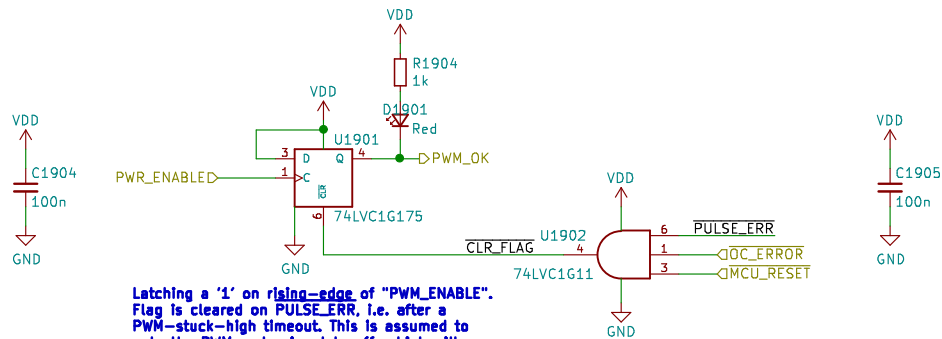 VDD
R1904
1k
D1901
Red
VDD
VDD
VDD
U1901
C1904
100n
3
D
Q
4
PWM_OK
C1905
100n
PWR_ENABLE
1
C
CLR
VDD
6
74LVC1G175
GND
GND
GND
CLR_FLAG
U1902
4
74LVC1G11
6
PULSE_ERR
1
OC_ERROR
3
MCU_RESET
GND
Latching a '1' on rising-edge of "PWM_ENABLE".
Flag is cleared on PULSE_ERR, i.e. after a
PWM-stuck-high timeout. This is assumed to